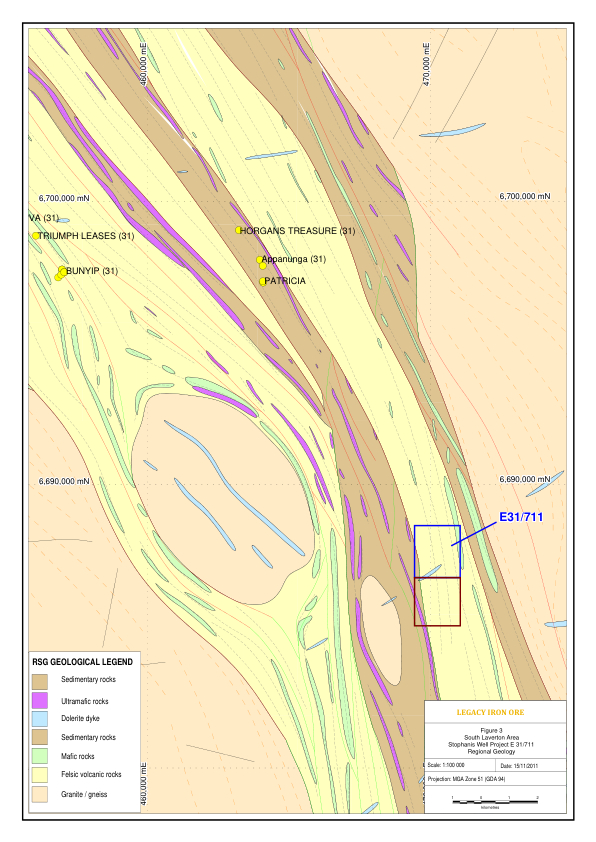 460,000 mE
470,000 mE
6,700,000 mN
6,700,000 mN
VA (31)
TRIUMPH LEASES (31)
HORGANS TREASURE (31)
Appanunga (31)
BUNYIP (31)
PATRICIA
6,690,000 mN
6,690,000 mN
E31/711
RSG GEOLOGICAL LEGEND
Sedimentary rocks
Ultramafic rocks
Dolerite dyke
Sedimentary rocks
Mafic rocks
Felsic volcanic rocks
Granite / gneiss
460,000 mE
LEGACY IRON ORE
Figure 3
South Laverton Area
Stophanis Well Project E 31/711
Regional Geology
Scale: 1:100 000
Date: 15/11/2011
Projection: MGA Zone 51 (GDA 94)
1 0 1 2
kilometres